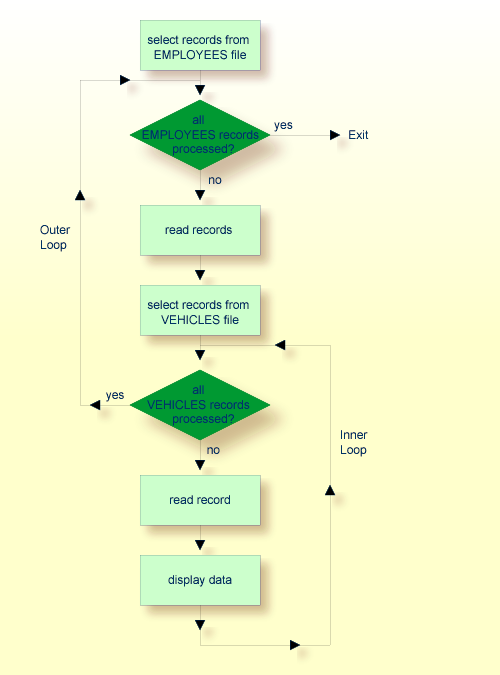 select records from
EMPLOYEES file
all
EMPLOYEES records
processed?
yes
Exit
no
read records
Outer
Loop
select records from
VEHICLES file
all
VEHICLES records
processed?
yes
no
Inner
Loop
read record
display data